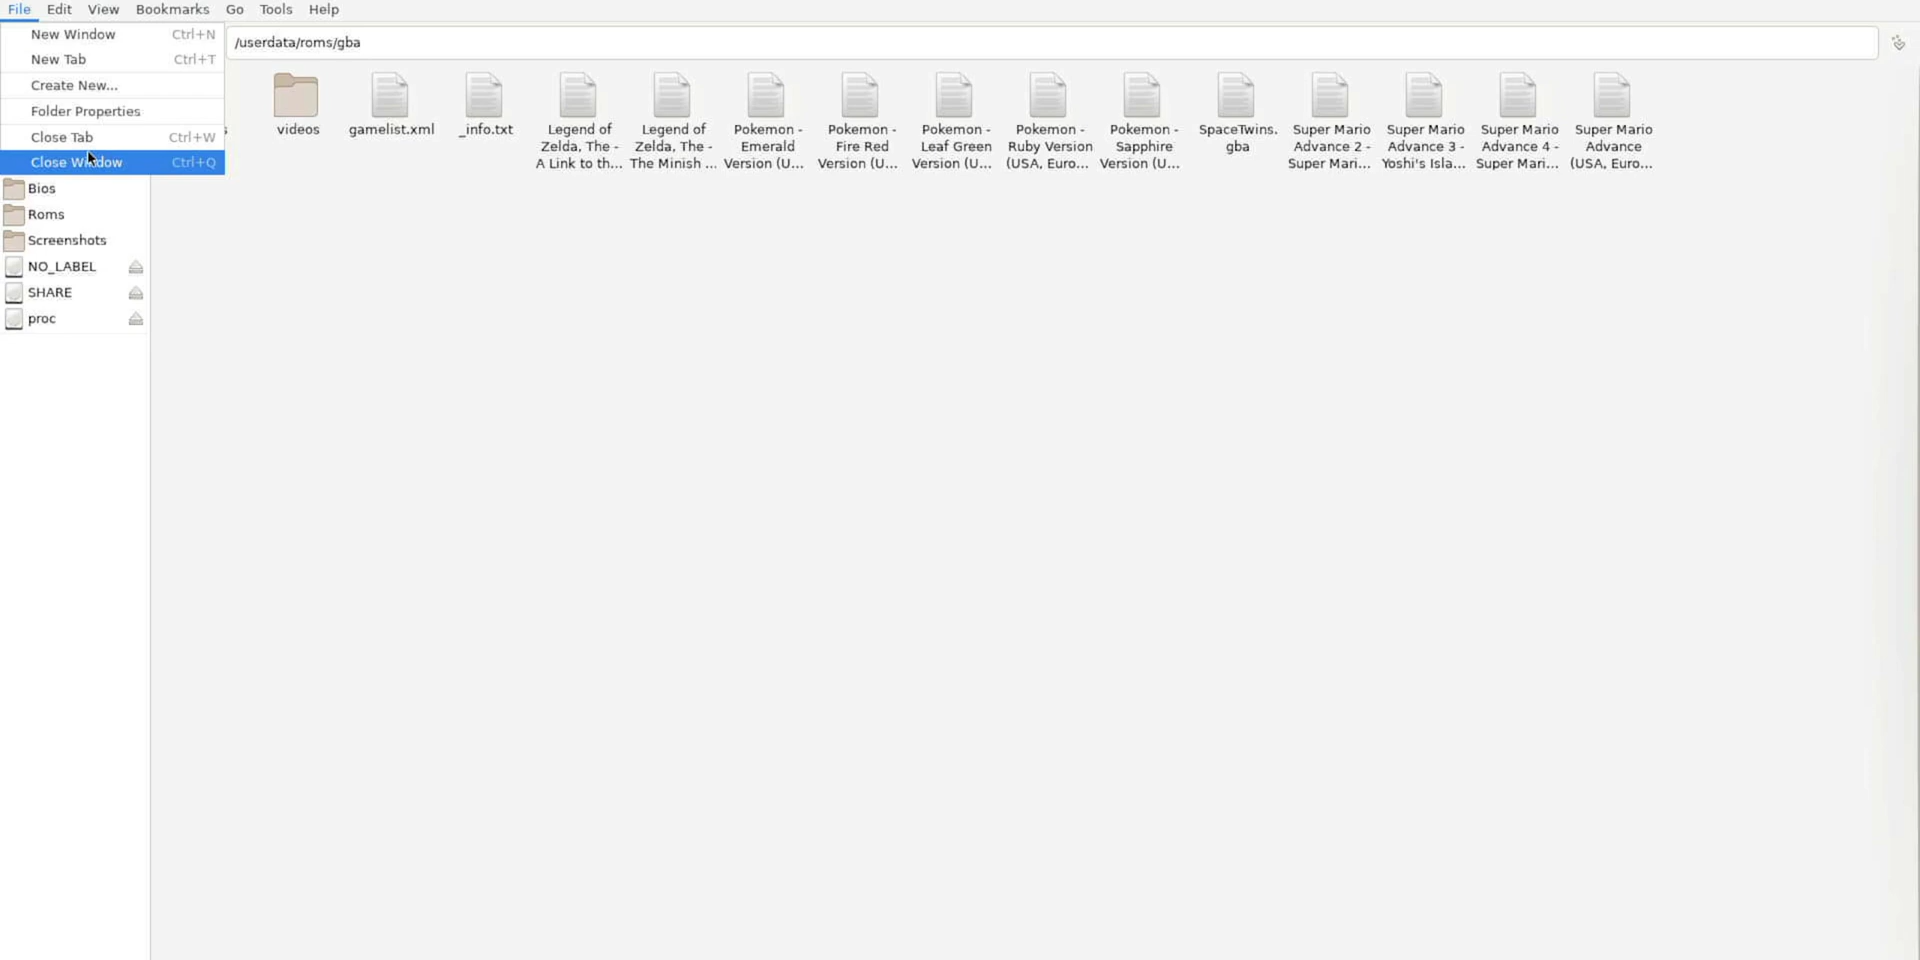 File Edit View Bookmarks Go Tools Help
New Window Ctrl+N
New Tab Ctrl+T
Create New...
Folder Properties
Close Tab Ctrl+W
Close Window Ctrl+Q
/userdata/roms/gba
videos
gamelist.xml
_info.txt
Legend of
Zelda, The -
A Link to th...
Legend of
Zelda, The -
The Minish ...
Pokemon -
Emerald
Version (U...
Pokemon -
Fire Red
Version (U...
Pokemon -
Leaf Green
Version (U...
Pokemon -
Ruby Version
(USA, Euro...
Pokemon -
Sapphire
Version (U...
SpaceTwins.
gba
Super Mario
Advance 2 -
Super Mari...
Super Mario
Advance 3 -
Yoshi's Isla...
Super Mario
Advance 4 -
Super Mari...
Super Mario
Advance
(USA, Euro...
Bios
Roms
Screenshots
NO_LABEL
SHARE
proc